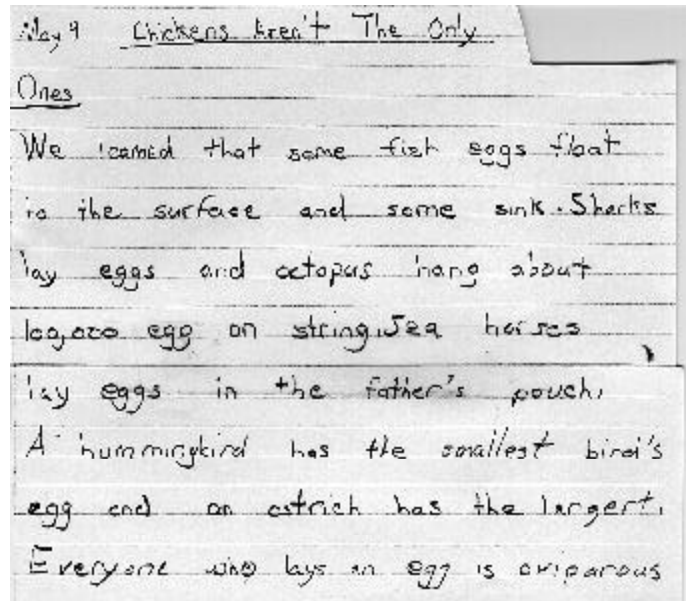 May 9 Chickens Aren't The Only
Ones
We learned that some fish eggs float
to the surface and some sink. Sharks
lay eggs and octopus hang about
100,000 egg on string. Sea horses
lay eggs in the father's pouch.
A hummingbird has the smallest bird's
egg and an ostrich has the largest.
Everyone who lays an egg is oviparous